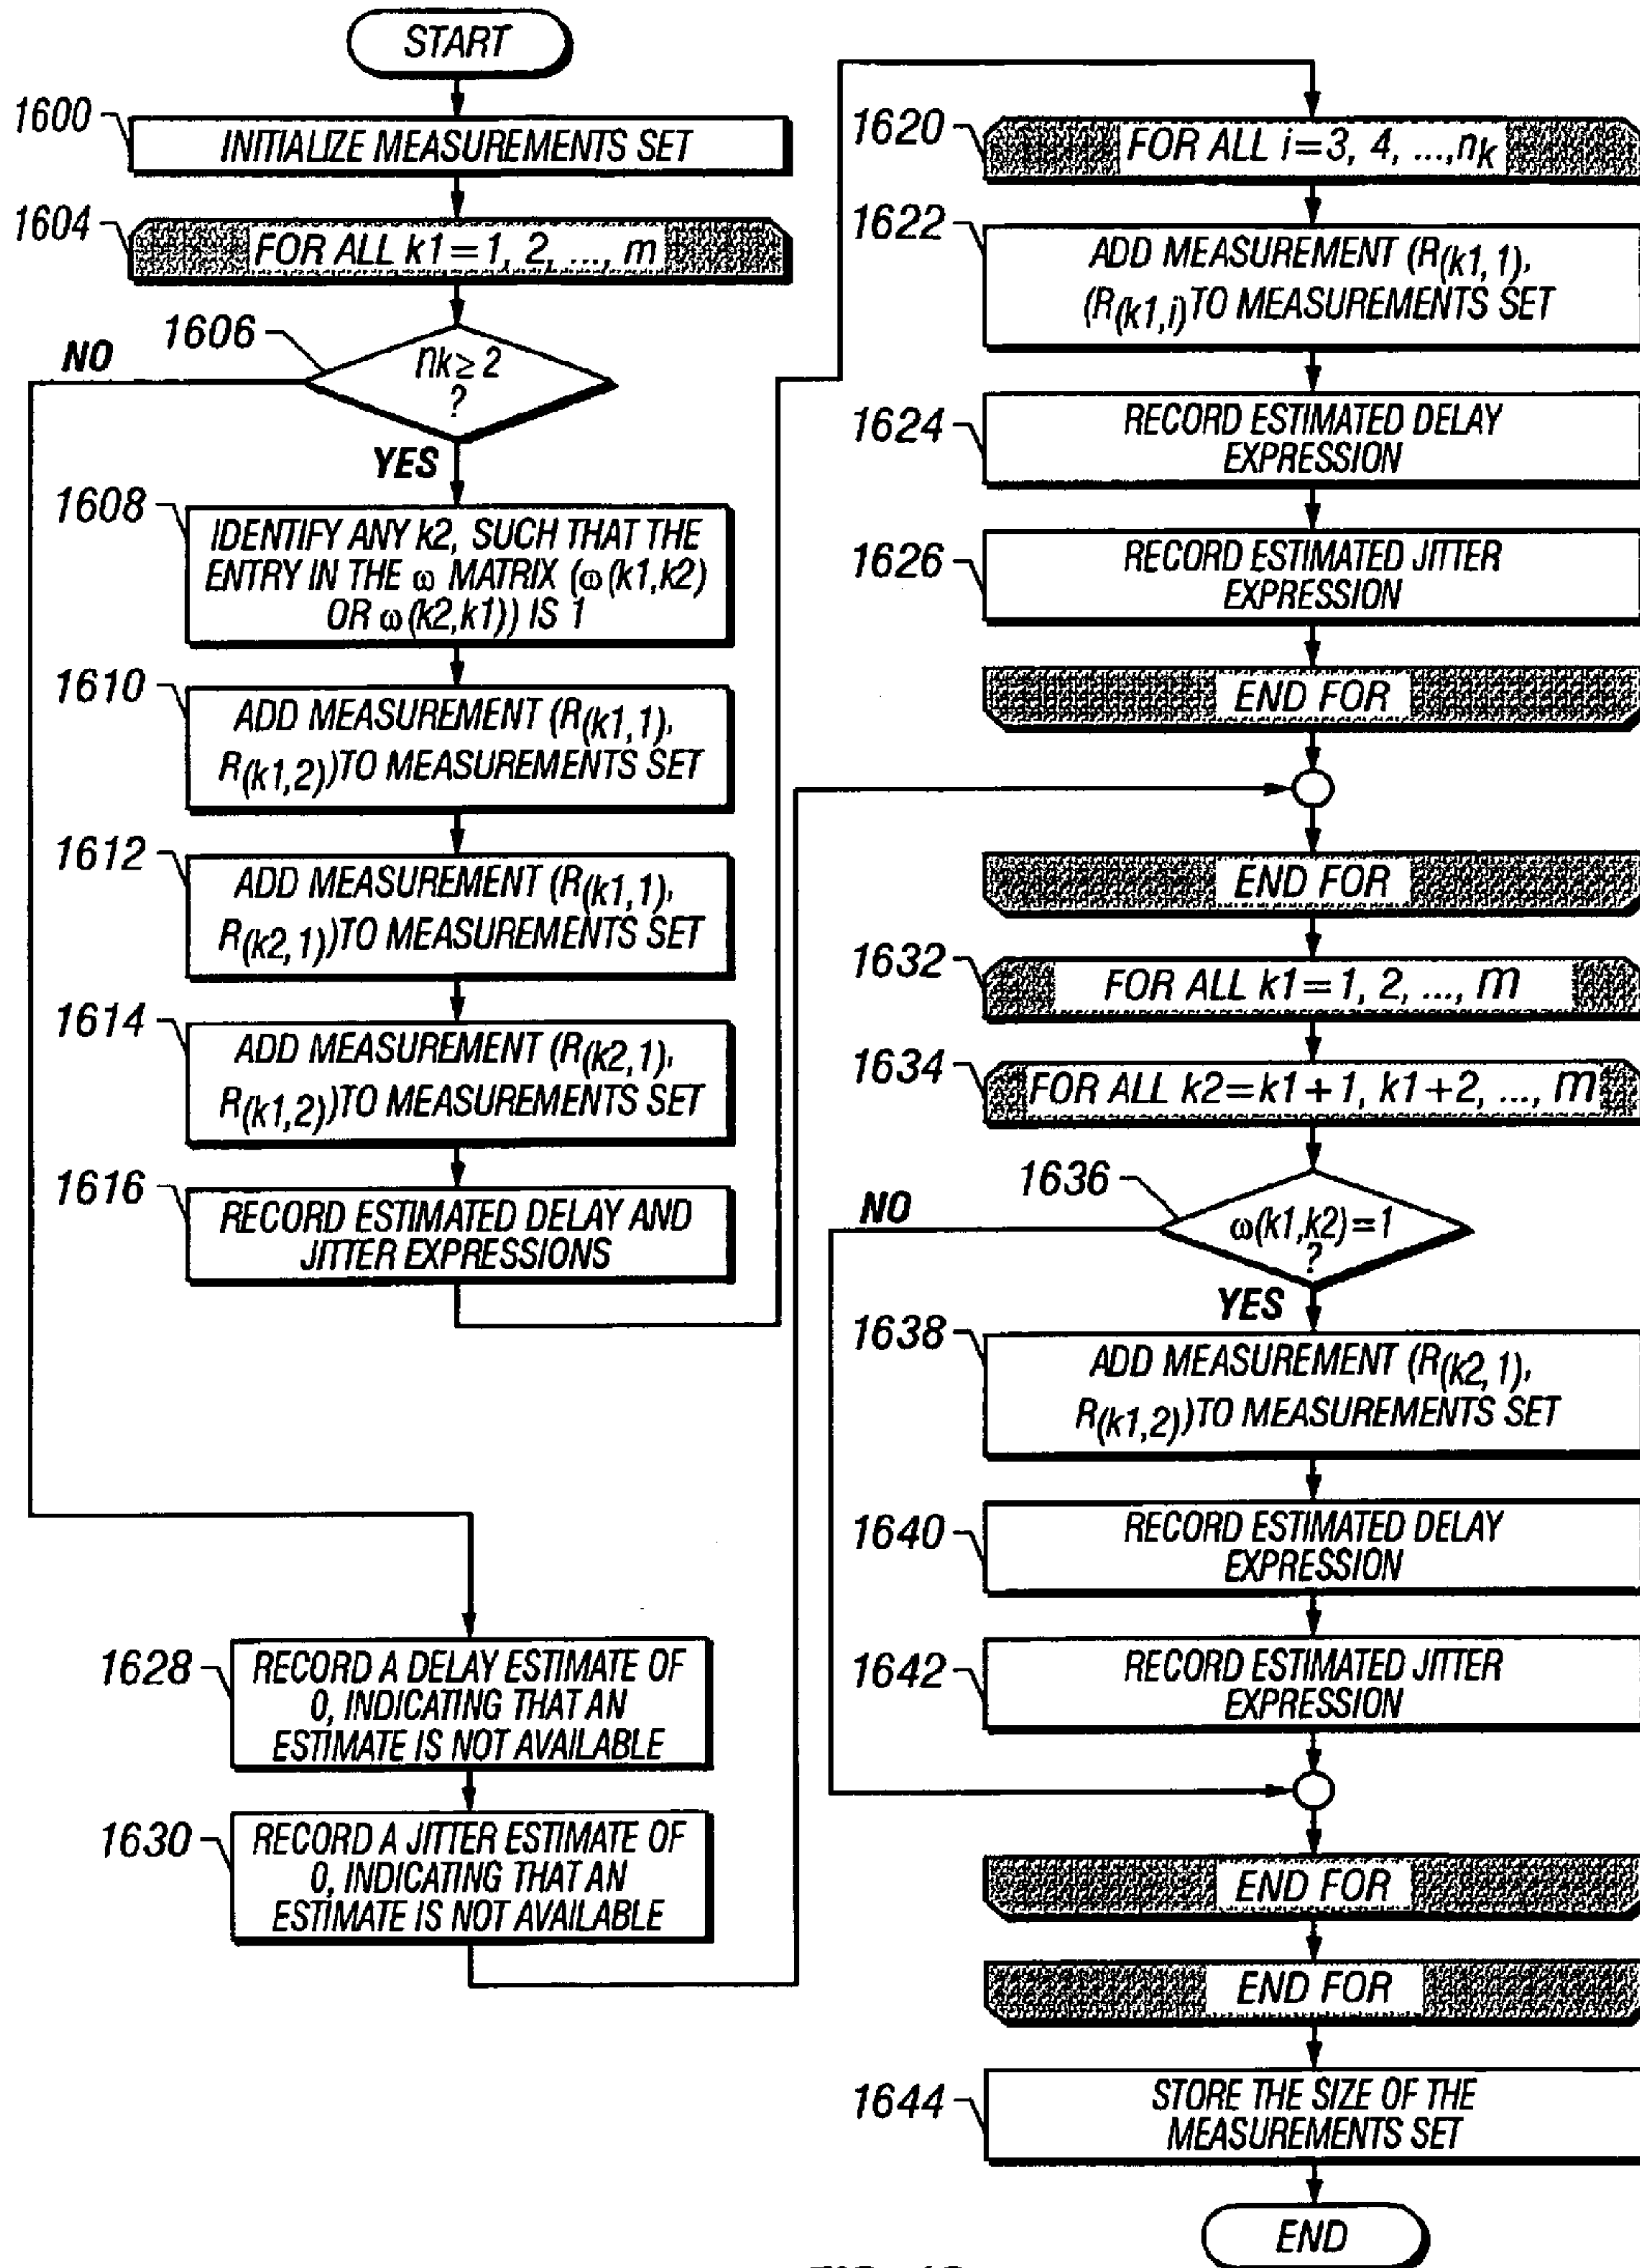 START
1600
INITIALIZE MEASUREMENTS SET
1604
FOR ALL k1=1, 2, ..., m
1606
nk≥2
?
NO
YES
1608
IDENTIFY ANY k2, SUCH THAT THE
ENTRY IN THE ω MATRIX (ω(k1,k2)
OR ω(k2,k1)) IS 1
1610
ADD MEASUREMENT (R(k1,1),
R(k1,2)) TO MEASUREMENTS SET
1612
ADD MEASUREMENT (R(k1,1),
R(k2,1)) TO MEASUREMENTS SET
1614
ADD MEASUREMENT (R(k2,1),
R(k1,2)) TO MEASUREMENTS SET
1616
RECORD ESTIMATED DELAY AND
JITTER EXPRESSIONS
1628
RECORD A DELAY ESTIMATE OF
0, INDICATING THAT AN
ESTIMATE IS NOT AVAILABLE
1630
RECORD A JITTER ESTIMATE OF
0, INDICATING THAT AN
ESTIMATE IS NOT AVAILABLE
1620
FOR ALL i=3, 4, ...,nk
1622
ADD MEASUREMENT (R(k1,1),
(R(k1,i) TO MEASUREMENTS SET
1624
RECORD ESTIMATED DELAY
EXPRESSION
1626
RECORD ESTIMATED JITTER
EXPRESSION
END FOR
END FOR
1632
FOR ALL k1=1, 2, ..., m
1634
FOR ALL k2=k1+1, k1+2, ..., m
1636
ω(k1,k2)=1
?
NO
YES
1638
ADD MEASUREMENT (R(k2,1),
R(k1,2)) TO MEASUREMENTS SET
1640
RECORD ESTIMATED DELAY
EXPRESSION
1642
RECORD ESTIMATED JITTER
EXPRESSION
END FOR
END FOR
1644
STORE THE SIZE OF THE
MEASUREMENTS SET
END